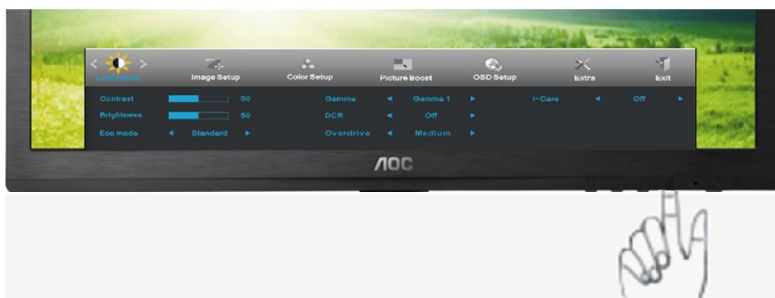 < >
Luminance Image Setup Color Setup Picture Boost OSD Setup Extra Exit
Contrast 50 Gamma Gamma 1 i-Care Off
Brightness 50 DCR Off
Eco mode Standard Overdrive Medium
AOC